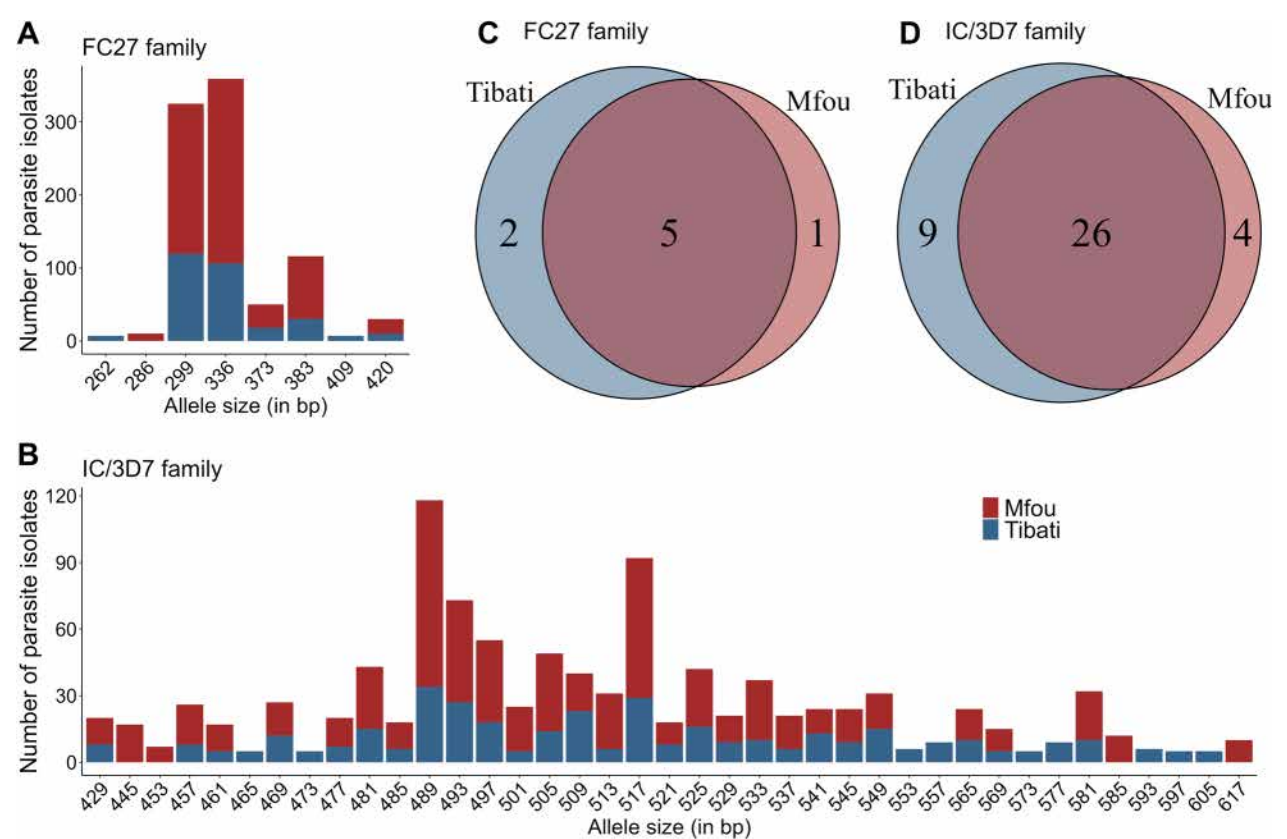 A
FC27 family
Number of parasite isolates
300
200
100
0
262 286 299 336 373 383 409 420
Allele size (in bp)
C FC27 family
Tibati
Mfou
2 5 1
D IC/3D7 family
Tibati
Mfou
9 26 4
B
IC/3D7 family
Number of parasite isolates
120
90
60
30
0
Mfou
Tibati
429 445 453 457 461 465 469 473 477 481 485 489 493 497 501 505 509 513 517 521 525 529 533 537 541 545 549 553 557 565 569 573 577 581 585 593 597 605 617
Allele size (in bp)